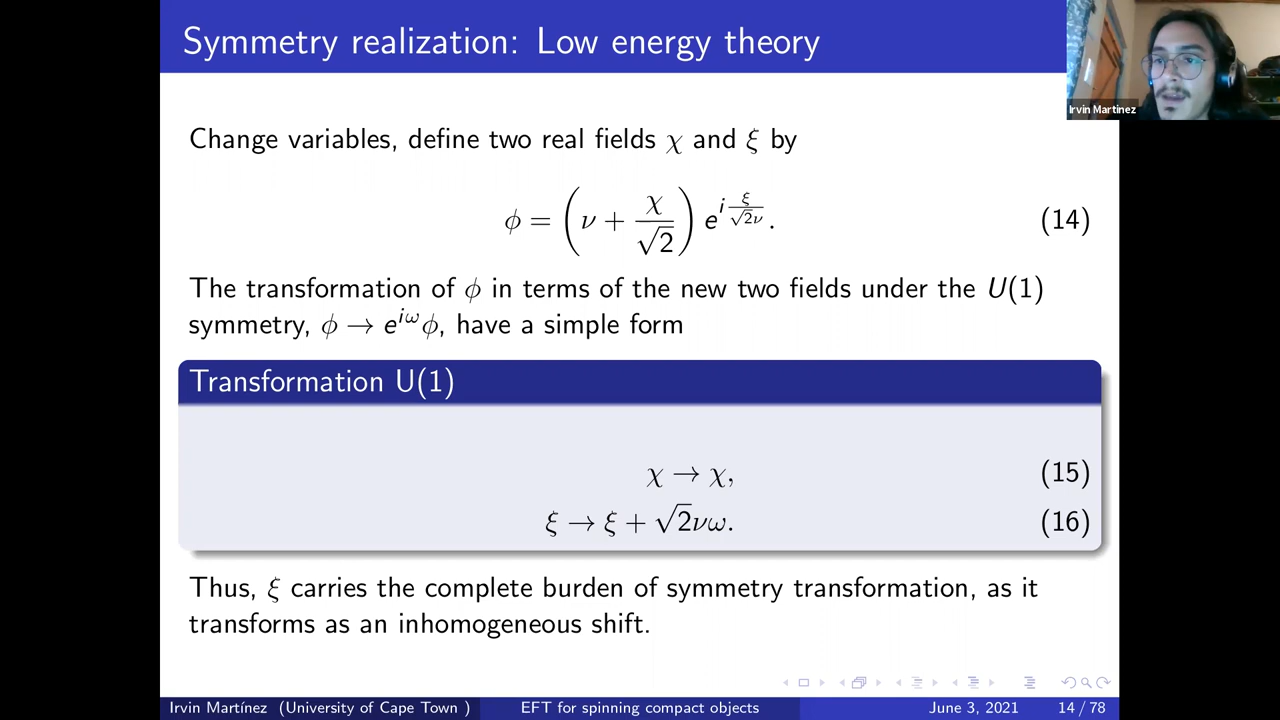 Symmetry realization: Low energy theory
Irvin Martinez
Change variables, define two real fields χ and ξ by
ϕ = (ν + χ/√2) e^{i ξ/(√2ν)}. (14)
The transformation of ϕ in terms of the new two fields under the U(1)
symmetry, ϕ → e^{iω}ϕ, have a simple form
Transformation U(1)
χ → χ, (15)
ξ → ξ + √2νω. (16)
Thus, ξ carries the complete burden of symmetry transformation, as it
transforms as an inhomogeneous shift.
Irvin Martínez (University of Cape Town ) EFT for spinning compact objects June 3, 2021 14 / 78